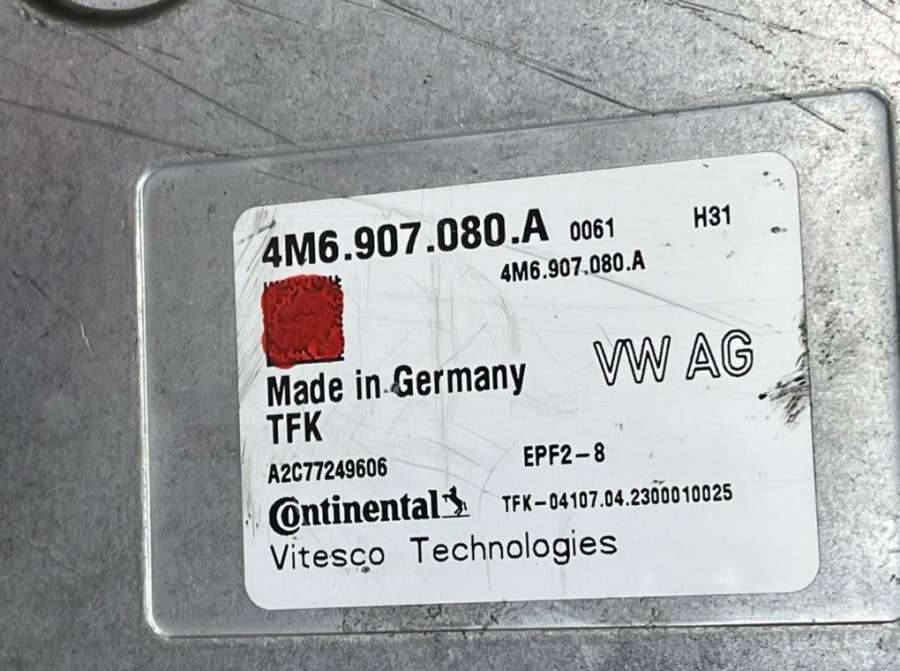 4M6.907.080.A 0061 H31
4M6.907.080.A
VW AG
Made in Germany
TFK
A2C77249606 EPF2-8
Continental TFK-04107.04.2300010025
Vitesco Technologies